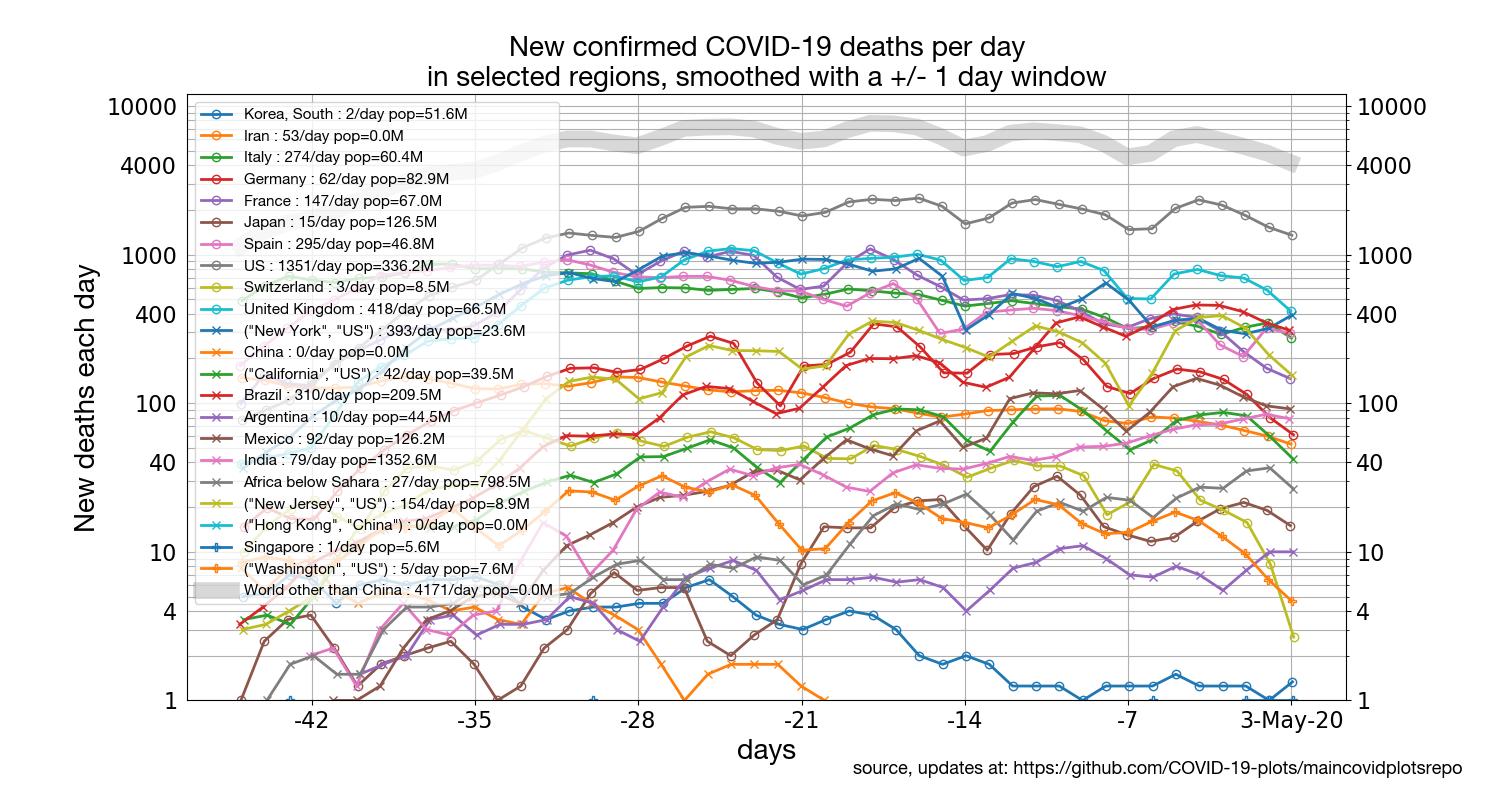 New confirmed COVID-19 deaths per day
in selected regions, smoothed with a +/- 1 day window
New deaths each day
10000
4000
1000
400
100
40
10
4
1
Korea, South : 2/day pop=51.6M
Iran : 53/day pop=0.0M
Italy : 274/day pop=60.4M
Germany : 62/day pop=82.9M
France : 147/day pop=67.0M
Japan : 15/day pop=126.5M
Spain : 295/day pop=46.8M
US : 1351/day pop=336.2M
Switzerland : 3/day pop=8.5M
United Kingdom : 418/day pop=66.5M
("New York", "US") : 393/day pop=23.6M
China : 0/day pop=0.0M
("California", "US") : 42/day pop=39.5M
Brazil : 310/day pop=209.5M
Argentina : 10/day pop=44.5M
Mexico : 92/day pop=126.2M
India : 79/day pop=1352.6M
Africa below Sahara : 27/day pop=798.5M
("New Jersey", "US") : 154/day pop=8.9M
("Hong Kong", "China") : 0/day pop=0.0M
Singapore : 1/day pop=5.6M
("Washington", "US") : 5/day pop=7.6M
World other than China : 4171/day pop=0.0M
10000
4000
1000
400
100
40
10
4
1
-42 -35 -28 -21 -14 -7 3-May-20
days
source, updates at: https://github.com/COVID-19-plots/maincovidplotsrepo